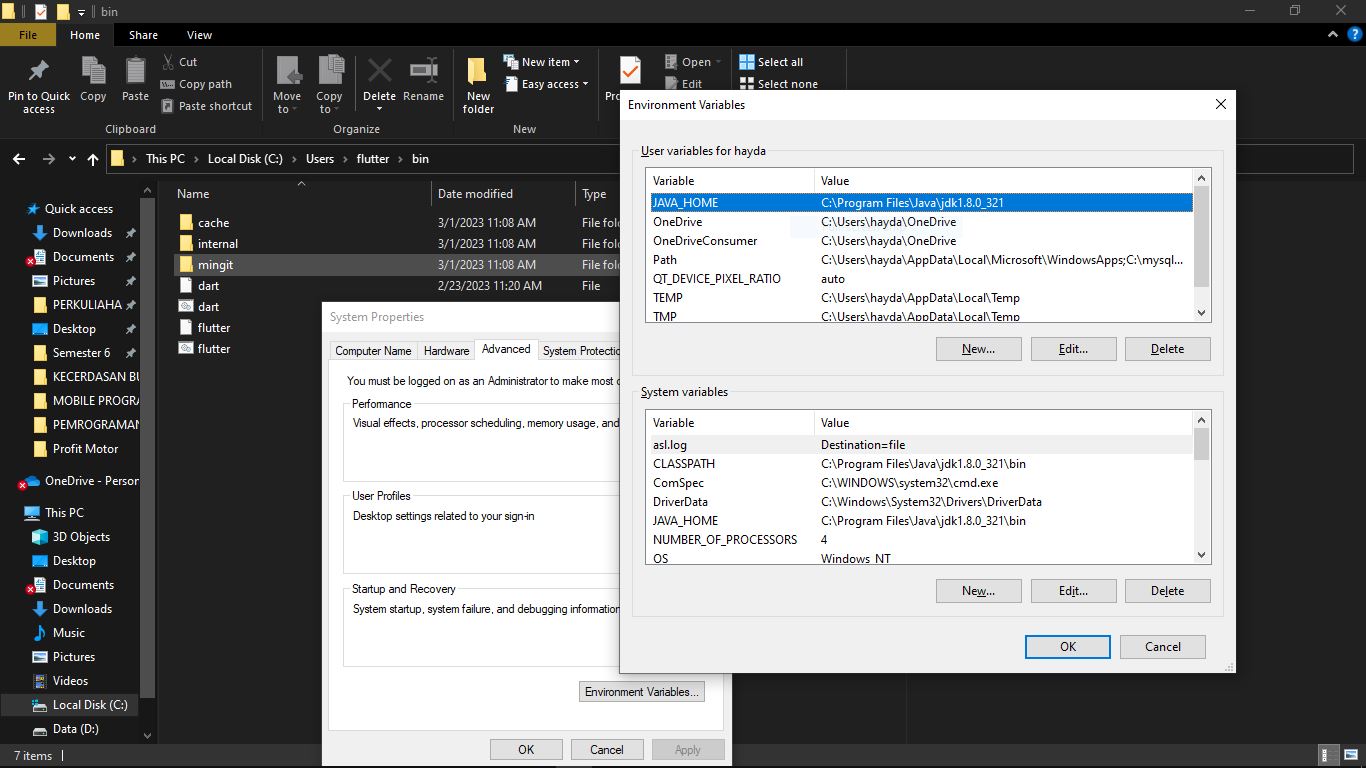 bin
File Home Share View
Pin to Quick access
Copy
Paste
Cut
Copy path
Paste shortcut
Clipboard
Move to
Copy to
Delete
Rename
Organize
New folder
New item
Easy access
New
Open
Edit
Select all
Select none
This PC > Local Disk (C:) > Users > flutter > bin
Quick access
Downloads
Documents
Pictures
PERKULIAHA
Desktop
Semester 6
KECERDASAN BU
MOBILE PROGRA
PEMROGRAMAN
Profit Motor
OneDrive - Person
This PC
3D Objects
Desktop
Documents
Downloads
Music
Pictures
Videos
Local Disk (C:)
Data (D:)
7 items
Name Date modified Type
cache 3/1/2023 11:08 AM File fol
internal 3/1/2023 11:08 AM File fol
mingit 3/1/2023 11:08 AM File fol
dart 2/23/2023 11:20 AM File
dart
flutter
flutter
System Properties
Computer Name Hardware Advanced System Protectio
You must be logged on as an Administrator to make most
Performance
Visual effects, processor scheduling, memory usage, and
User Profiles
Desktop settings related to your sign-in
Startup and Recovery
System startup, system failure, and debugging information
Environment Variables...
OK Cancel Apply
Environment Variables
User variables for hayda
Variable Value
JAVA_HOME C:\Program Files\Java\jdk1.8.0_321
OneDrive C:\Users\hayda\OneDrive
OneDriveConsumer C:\Users\hayda\OneDrive
Path C:\Users\hayda\AppData\Local\Microsoft\WindowsApps;C:\mysql...
QT_DEVICE_PIXEL_RATIO auto
TEMP C:\Users\hayda\AppData\Local\Temp
TMP C:\Users\hayda\AppData\Local\Temp
New... Edit... Delete
System variables
Variable Value
asl.log Destination=file
CLASSPATH C:\Program Files\Java\jdk1.8.0_321\bin
ComSpec C:\WINDOWS\system32\cmd.exe
DriverData C:\Windows\System32\Drivers\DriverData
JAVA_HOME C:\Program Files\Java\jdk1.8.0_321\bin
NUMBER_OF_PROCESSORS 4
OS Windows_NT
New... Edit... Delete
OK Cancel